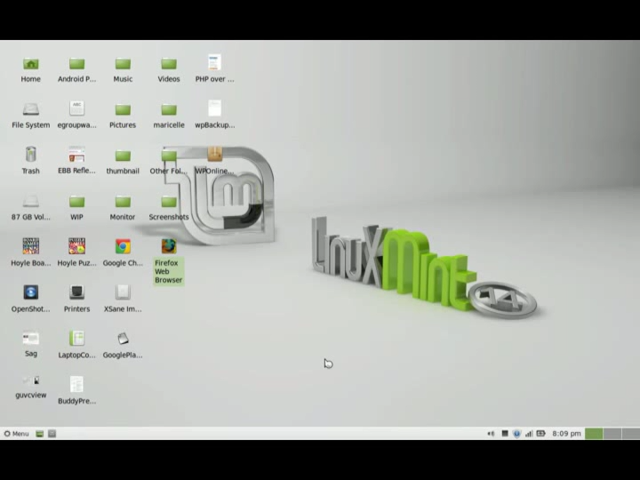 Home
Android P...
Music
Videos
PHP over ...
File System
egroupwa...
Pictures
maricelle
wpBackup...
Trash
EBB Refle...
thumbnail
Other Fol...
WPOnline...
87 GB Vol...
WIP
Monitor
Screenshots
Hoyle Boa...
Hoyle Puz...
Google Ch...
Firefox
Web
Browser
LinuxMint
14
OpenShot...
Printers
XSane Im...
Sag
LaptopCo...
GooglePla...
guvcview
BuddyPre...
Menu
8:09 pm